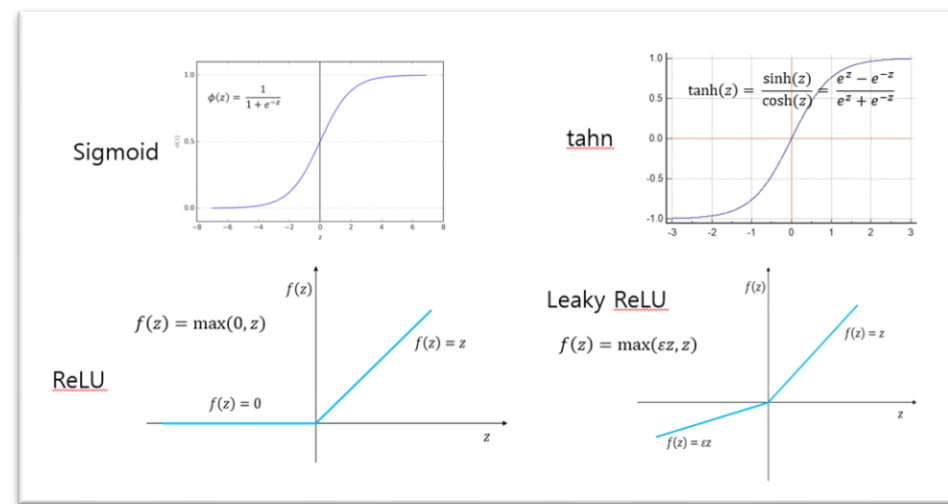 Sigmoid
1.0
0.5
0.0
ϕ(z) = 1 / (1 + e^−z)
ϕ(z)
−8 −6 −4 −2 0 2 4 6 8
z
tahn
1.0
0.5
0.0
-0.5
-1.0
tanh(z) = sinh(z) / cosh(z) = (e^z − e^−z) / (e^z + e^−z)
-3 -2 -1 0 1 2 3
ReLU
f(z) = max(0, z)
f(z)
f(z) = z
f(z) = 0
z
Leaky ReLU
f(z) = max(εz, z)
f(z)
f(z) = z
z
f(z) = εz